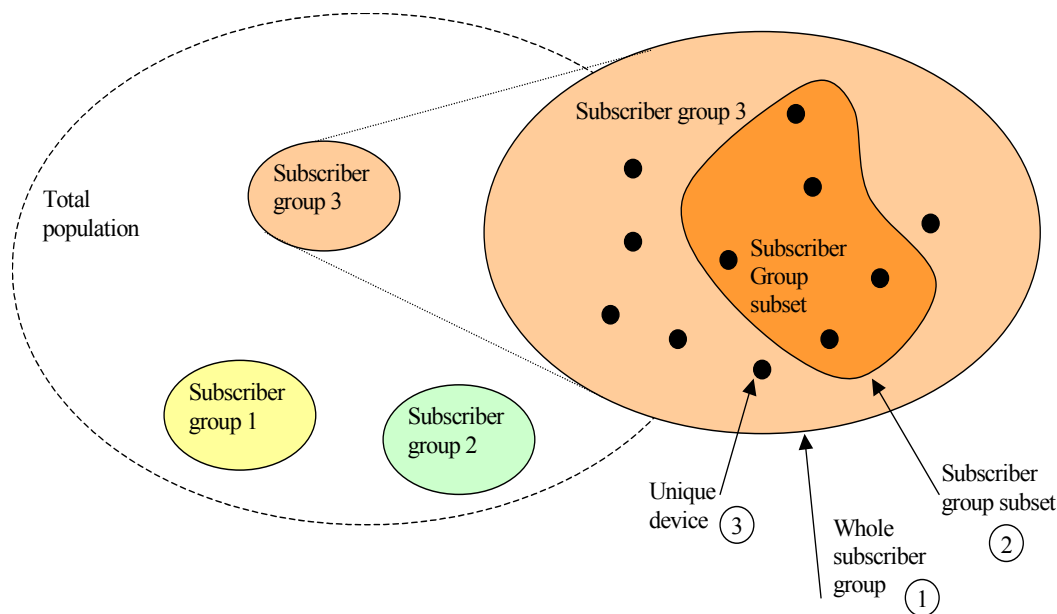 Total
population
Subscriber
group 3
Subscriber
group 1
Subscriber
group 2
Subscriber group 3
Subscriber
Group
subset
Unique
device 3
Whole
subscriber
group 1
Subscriber
group subset
2